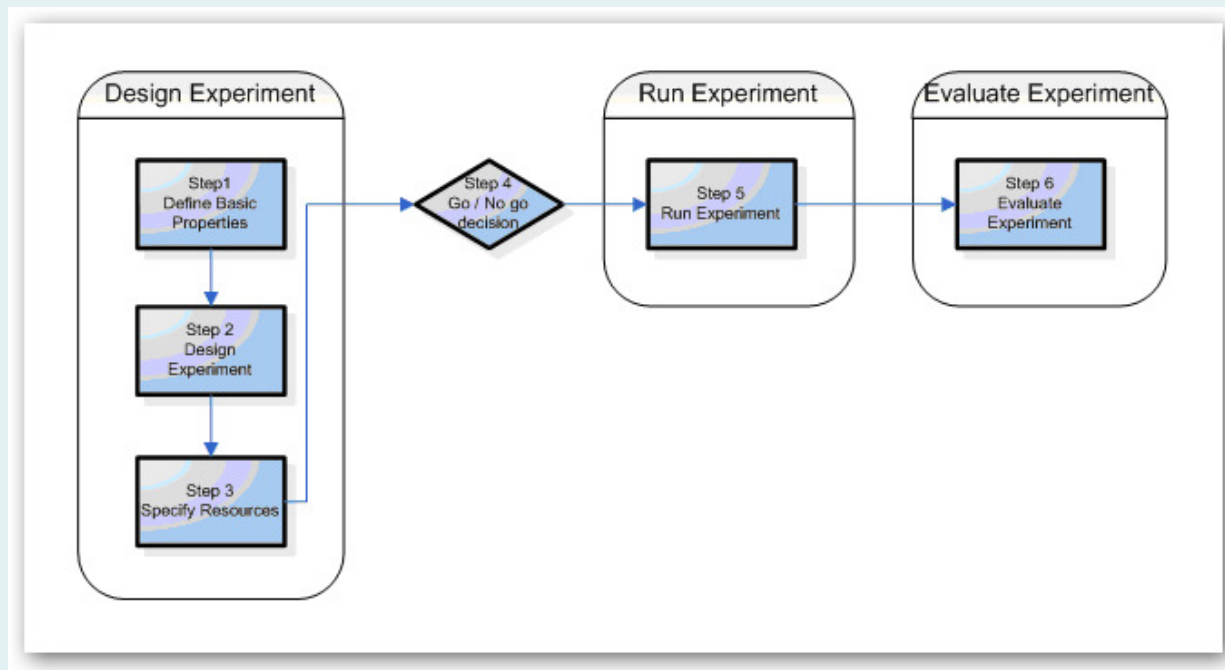 Design Experiment
Step1
Define Basic
Properties
Step 2
Design
Experiment
Step 3
Specify Resources
Step 4
Go / No go
decision
Run Experiment
Step 5
Run Experiment
Evaluate Experiment
Step 6
Evaluate
Experiment